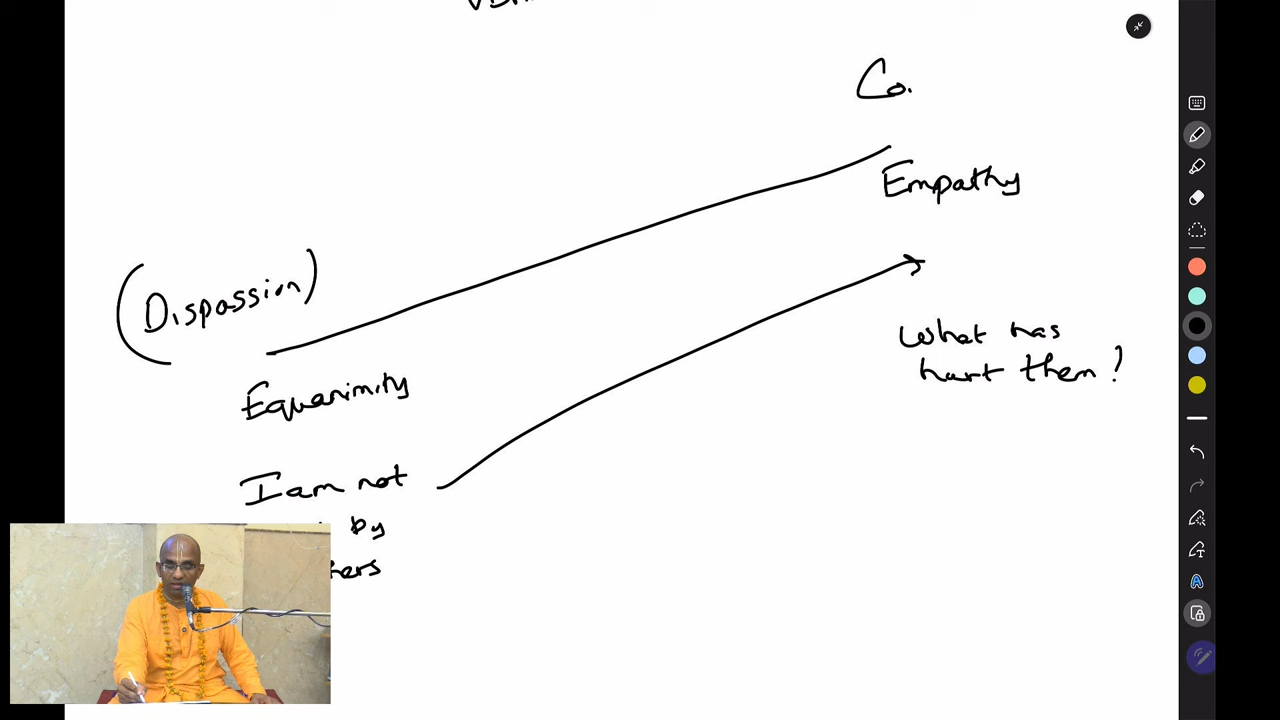 Co.
Empathy
(Dispassion)
What has
hurt them?
Equanimity
I am not
by